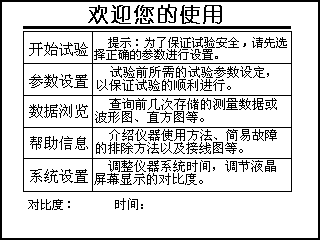 欢迎您的使用
开始试验
提示：为了保证试验安全，请先选
择正确的参数进行设置。
参数设置
试验前所需的试验参数设定，
以保证试验的顺利进行。
数据浏览
查询前几次存储的测量数据或
波形图、直方图等。
帮助信息
介绍仪器使用方法、简易故障
的排除方法以及接线图等。
系统设置
调整仪器系统时间，调节液晶
屏幕显示的对比度。
对比度： 时间：